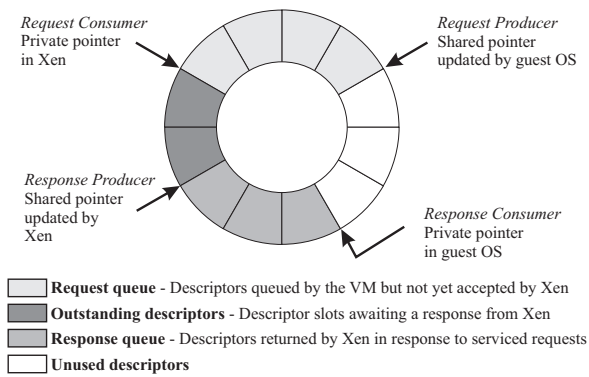 Request Consumer
Private pointer
in Xen
Request Producer
Shared pointer
updated by guest OS
Response Producer
Shared pointer
updated by
Xen
Response Consumer
Private pointer
in guest OS
Request queue - Descriptors queued by the VM but not yet accepted by Xen
Outstanding descriptors - Descriptor slots awaiting a response from Xen
Response queue - Descriptors returned by Xen in response to serviced requests
Unused descriptors